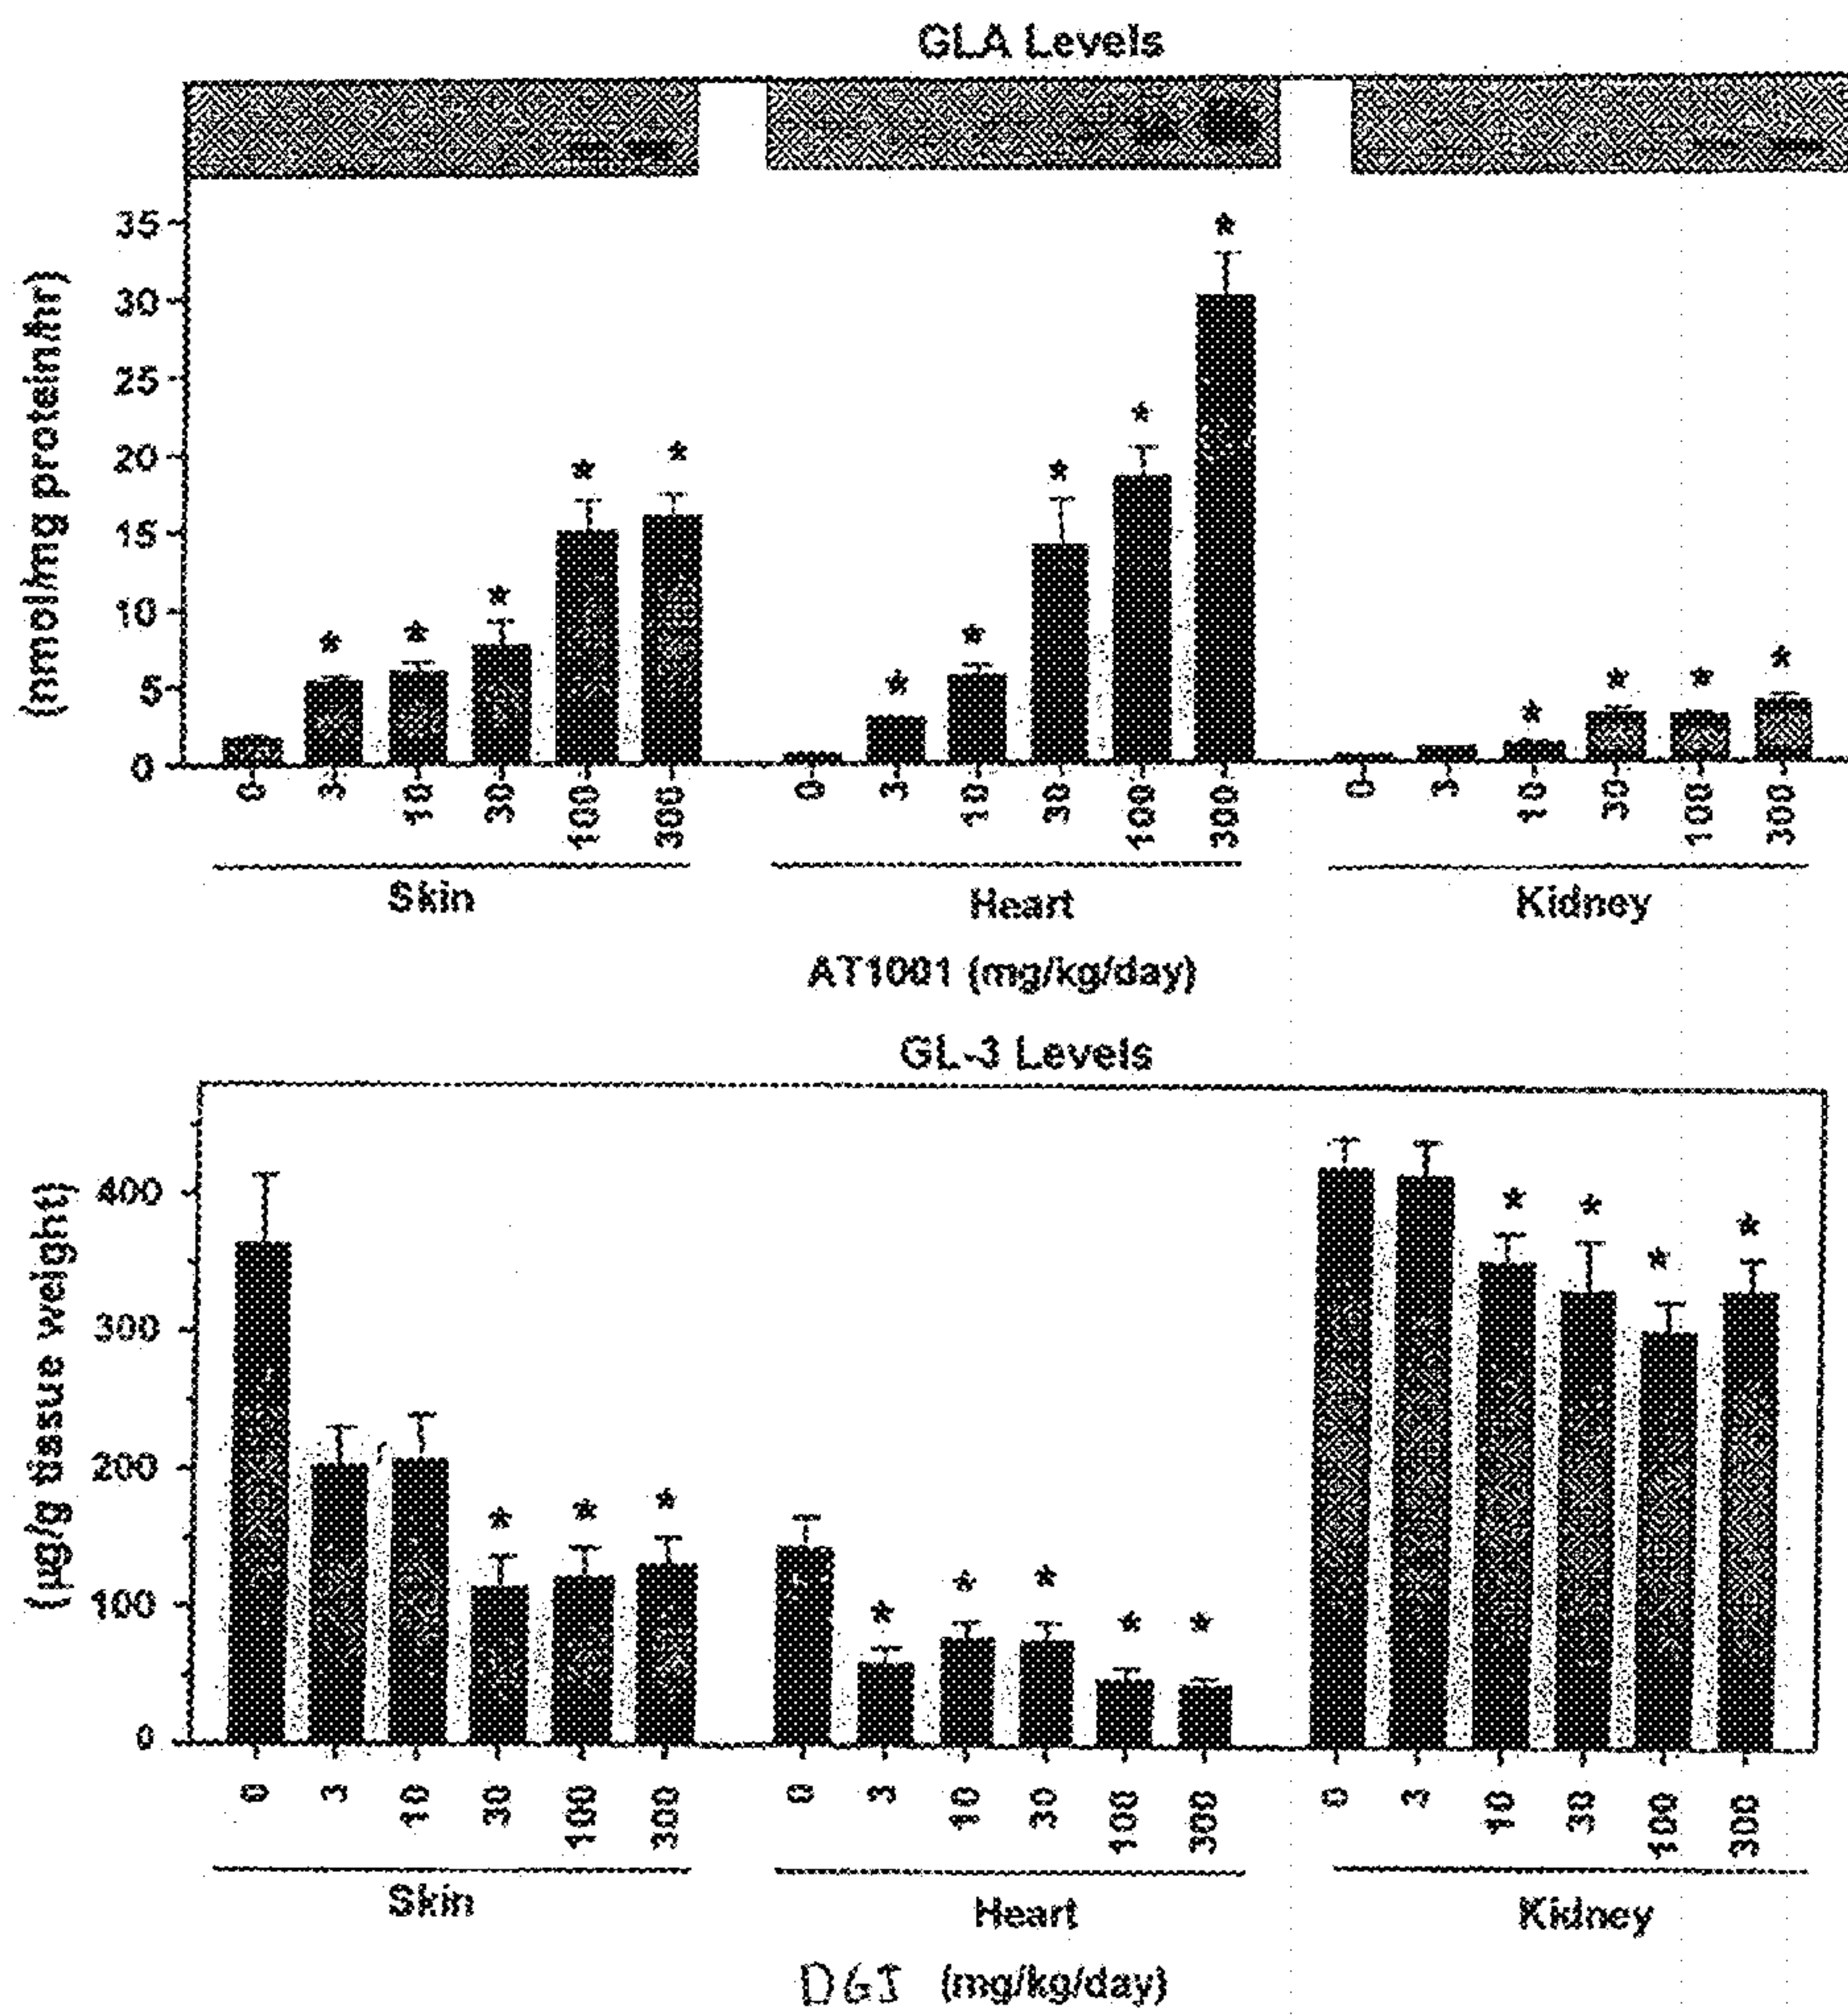 GLA Levels
(nmol/mg protein/hr)
35
30
25
20
15
10
5
0
* * * * * * * * * * * * * *
0 3 10 30 100 300 0 3 10 30 100 300 0 3 10 30 100 300
Skin Heart Kidney
AT1001 (mg/kg/day)
GL-3 Levels
(µg/g tissue weight)
400
300
200
100
0
* * * * * * * * * * * *
0 3 10 30 100 300 0 3 10 30 100 300 0 3 10 30 100 300
Skin Heart Kidney
DGJ (mg/kg/day)